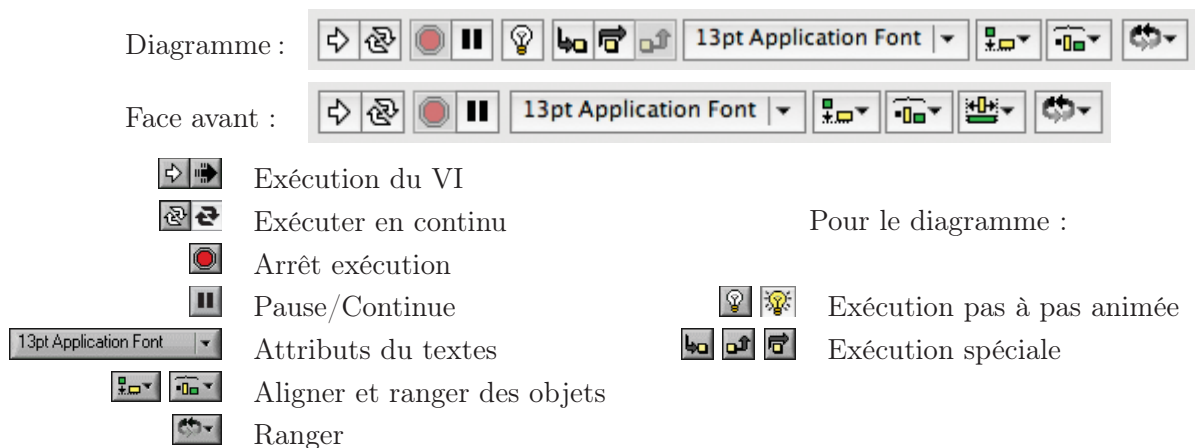 Diagramme : 13pt Application Font
Face avant : 13pt Application Font
Exécution du VI
Exécuter en continu
Pour le diagramme :
Arrêt exécution
Pause/Continue
Exécution pas à pas animée
13pt Application Font Attributs du textes
Exécution spéciale
Aligner et ranger des objets
Ranger